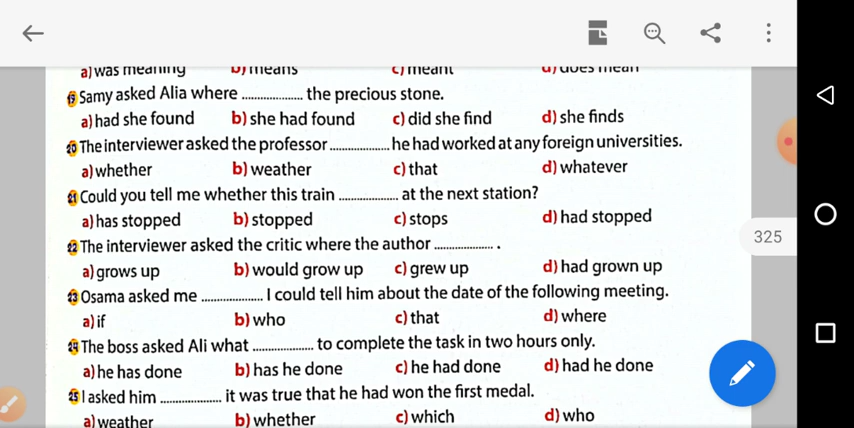 a) was meaning b) means c) meant d) does mean
19 Samy asked Alia where .................. the precious stone.
a) had she found b) she had found c) did she find d) she finds
20 The interviewer asked the professor .................. he had worked at any foreign universities.
a) whether b) weather c) that d) whatever
21 Could you tell me whether this train .................. at the next station?
a) has stopped b) stopped c) stops d) had stopped
325
22 The interviewer asked the critic where the author .................. .
a) grows up b) would grow up c) grew up d) had grown up
23 Osama asked me .................. I could tell him about the date of the following meeting.
a) if b) who c) that d) where
24 The boss asked Ali what .................. to complete the task in two hours only.
a) he has done b) has he done c) he had done d) had he done
25 I asked him .................. it was true that he had won the first medal.
a) weather b) whether c) which d) who